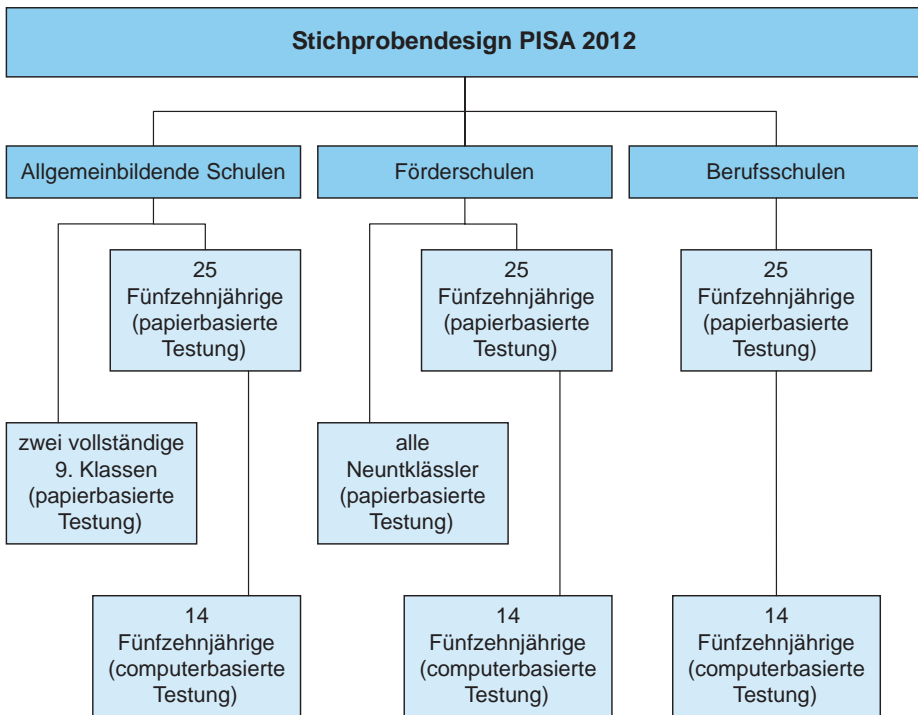 Stichprobendesign PISA 2012
Allgemeinbildende Schulen
Förderschulen
Berufsschulen
25
Fünfzehnjährige
(papierbasierte
Testung)
25
Fünfzehnjährige
(papierbasierte
Testung)
25
Fünfzehnjährige
(papierbasierte
Testung)
zwei vollständige
9. Klassen
(papierbasierte
Testung)
alle
Neuntklässler
(papierbasierte
Testung)
14
Fünfzehnjährige
(computerbasierte
Testung)
14
Fünfzehnjährige
(computerbasierte
Testung)
14
Fünfzehnjährige
(computerbasierte
Testung)